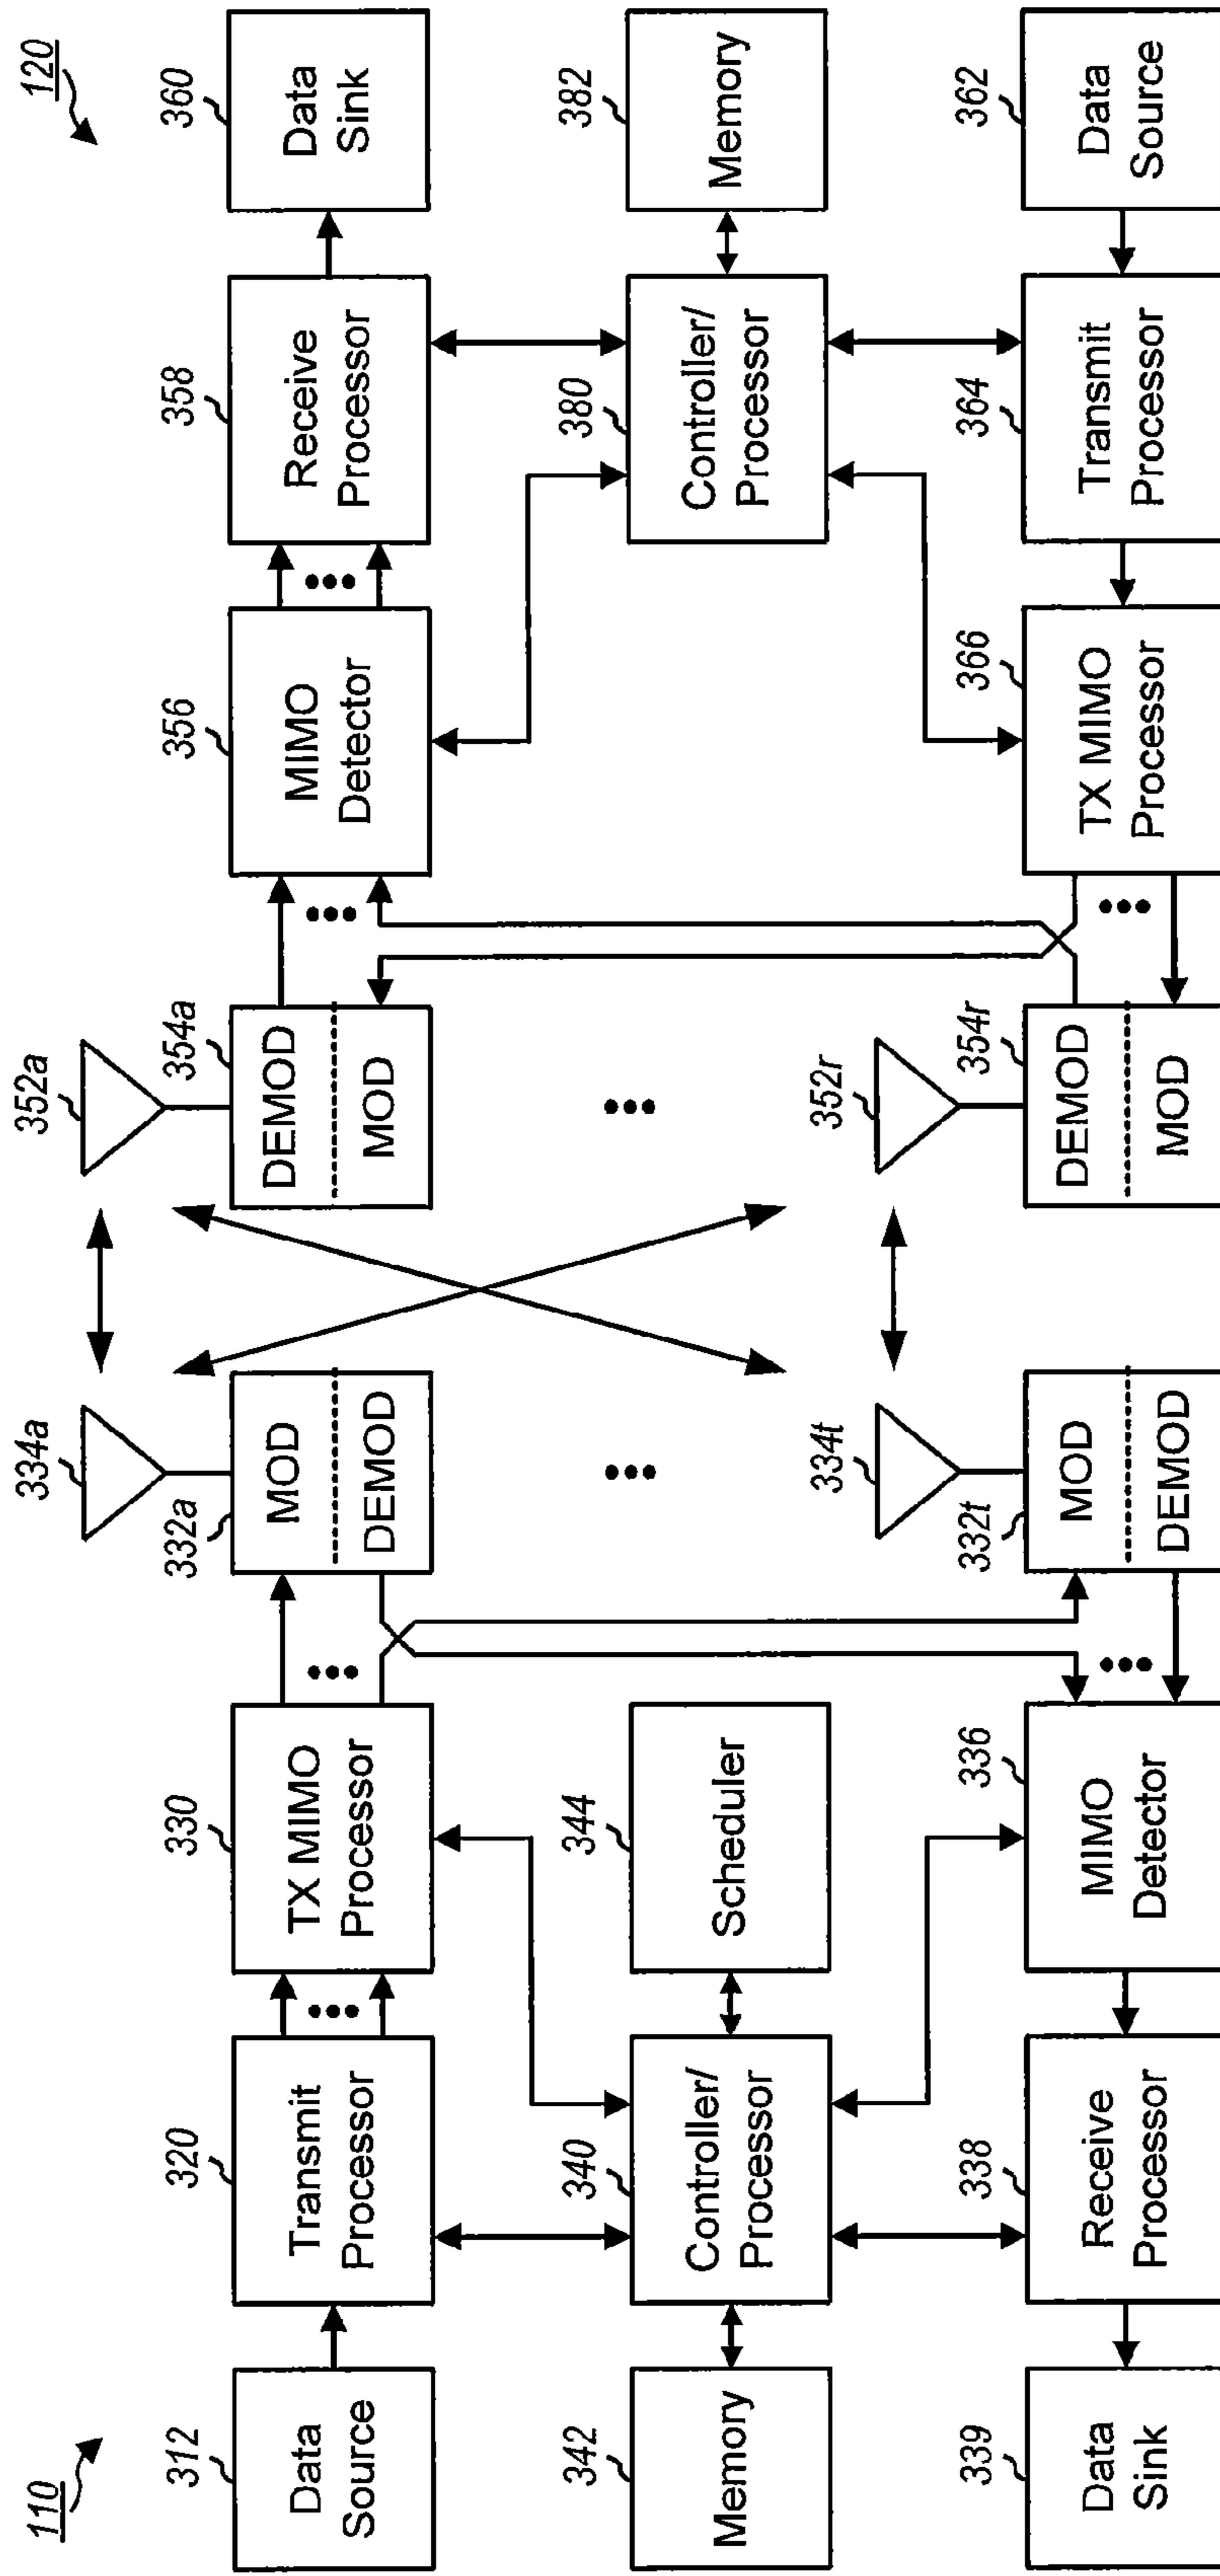 110
120
312
Data
Source
320
Transmit
Processor
330
TX MIMO
Processor
332a
MOD
DEMOD
334a
352a
354a
DEMOD
MOD
356
MIMO
Detector
358
Receive
Processor
360
Data
Sink
342
Memory
340
Controller/
Processor
344
Scheduler
380
Controller/
Processor
382
Memory
339
Data
Sink
338
Receive
Processor
336
MIMO
Detector
332t
MOD
DEMOD
334t
352r
354r
DEMOD
MOD
366
TX MIMO
Processor
364
Transmit
Processor
362
Data
Source